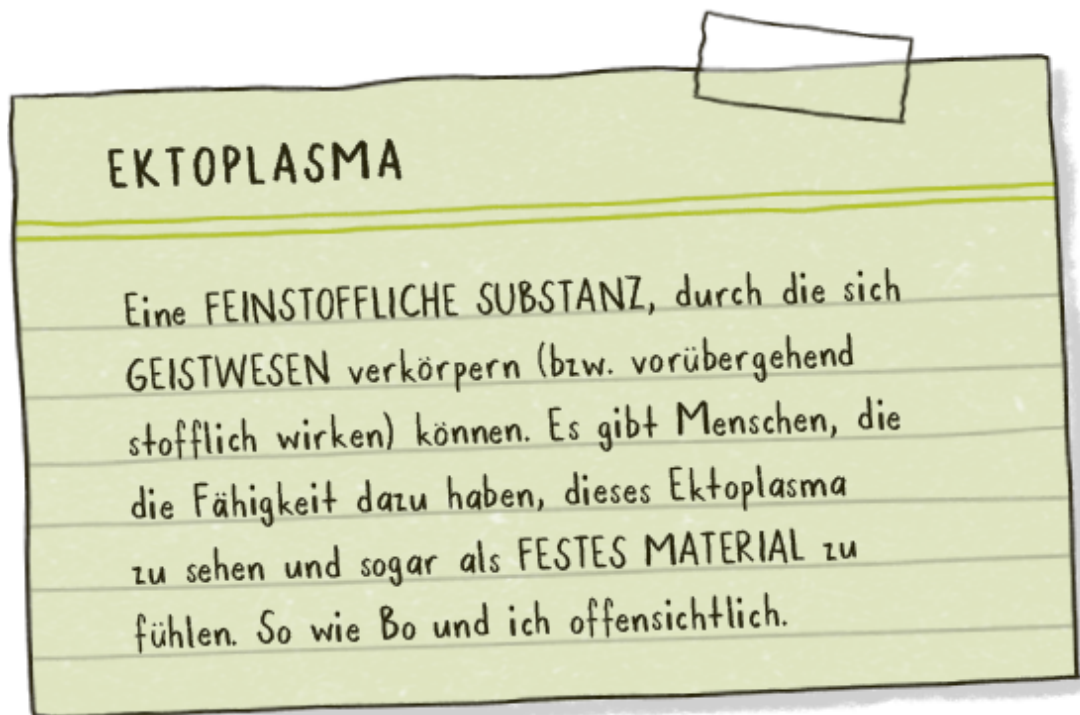 EKTOPLASMA
Eine FEINSTOFFLICHE SUBSTANZ, durch die sich
GEISTWESEN verkörpern (bzw. vorübergehend
stofflich wirken) können. Es gibt Menschen, die
die Fähigkeit dazu haben, dieses Ektoplasma
zu sehen und sogar als FESTES MATERIAL zu
fühlen. So wie Bo und ich offensichtlich.